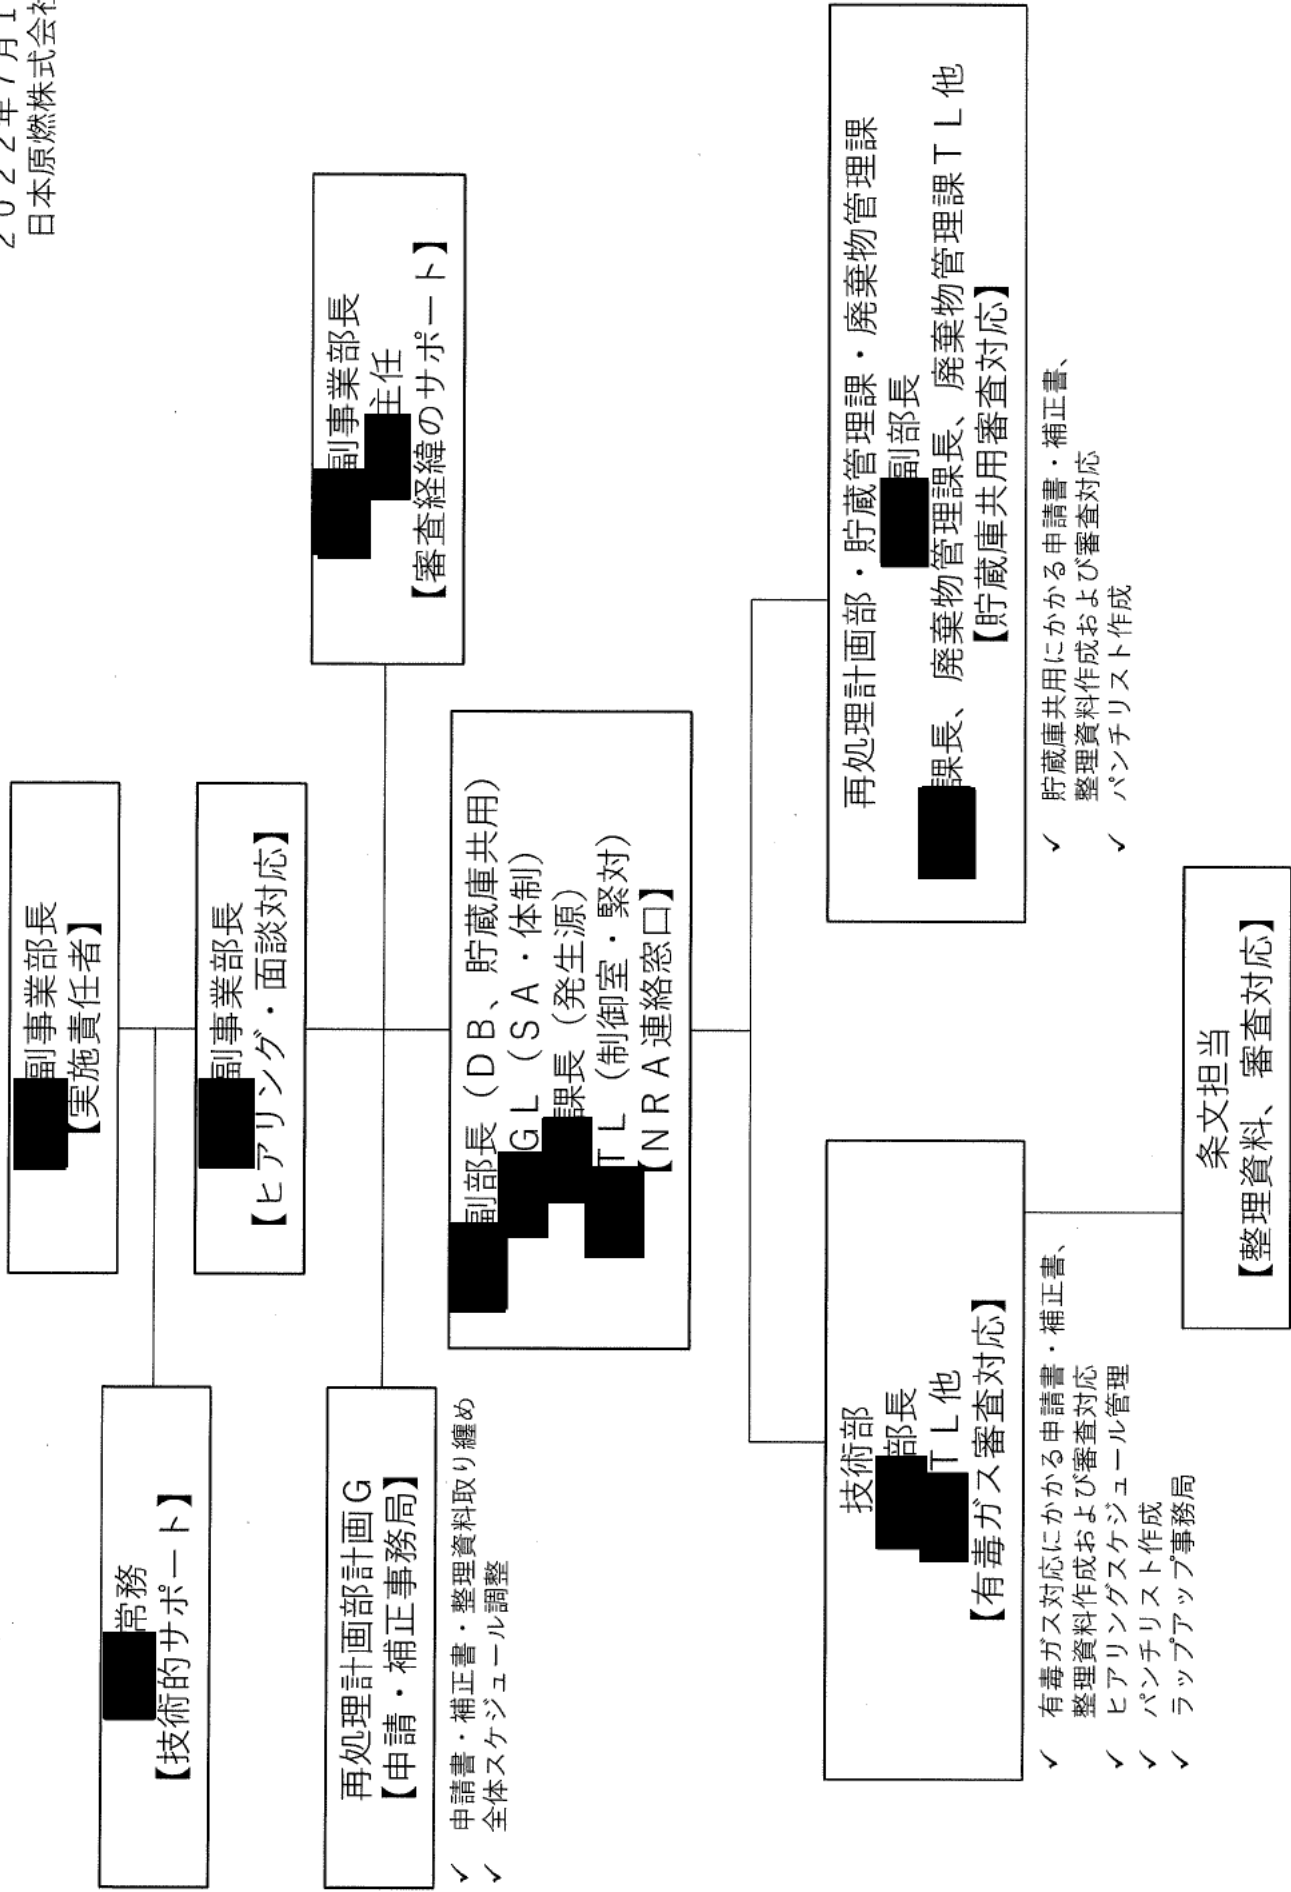 ２０２２年７月１
日本原燃株式会社
副事業部長
【実施責任者】
常務
【技術的サポート】
副事業部長
【ヒアリング・面談対応】
副事業部長
主任
【審査経緯のサポート】
再処理計画部計画Ｇ
【申請・補正事務局】
✓ 申請書・補正書・整理資料取り纏め
✓ 全体スケジュール調整
副部長（ＤＢ、貯蔵庫共用）
ＧＬ（ＳＡ・体制）
課長（発生源）
ＴＬ（制御室・緊対）
【ＮＲＡ連絡窓口】
技術部
部長
ＴＬ他
【有毒ガス審査対応】
✓ 有毒ガス対応にかかる申請書・補正書、
整理資料作成および審査対応
✓ ヒアリングスケジュール管理
✓ パンチリスト作成
✓ ラップアップ事務局
再処理計画部・貯蔵管理課・廃棄物管理課
副部長
課長、廃棄物管理課長、廃棄物管理課ＴＬ他
【貯蔵庫共用審査対応】
✓ 貯蔵庫共用にかかる申請書・補正書、
整理資料作成および審査対応
✓ パンチリスト作成
条文担当
【整理資料、審査対応】